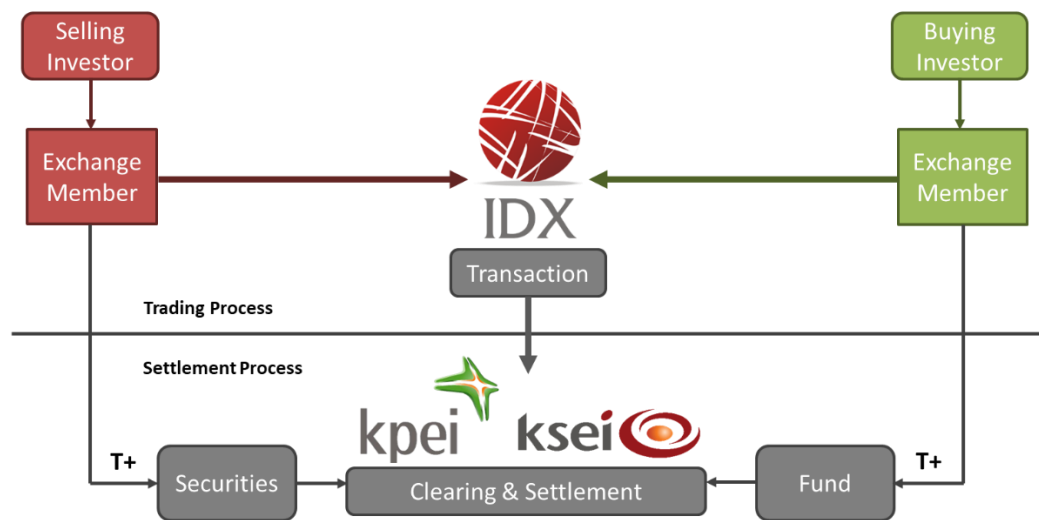 Selling
Investor
Buying
Investor
Exchange
Member
Exchange
Member
IDX
Transaction
Trading Process
Settlement Process
kpei
ksei
T+
Securities
Clearing & Settlement
Fund
T+